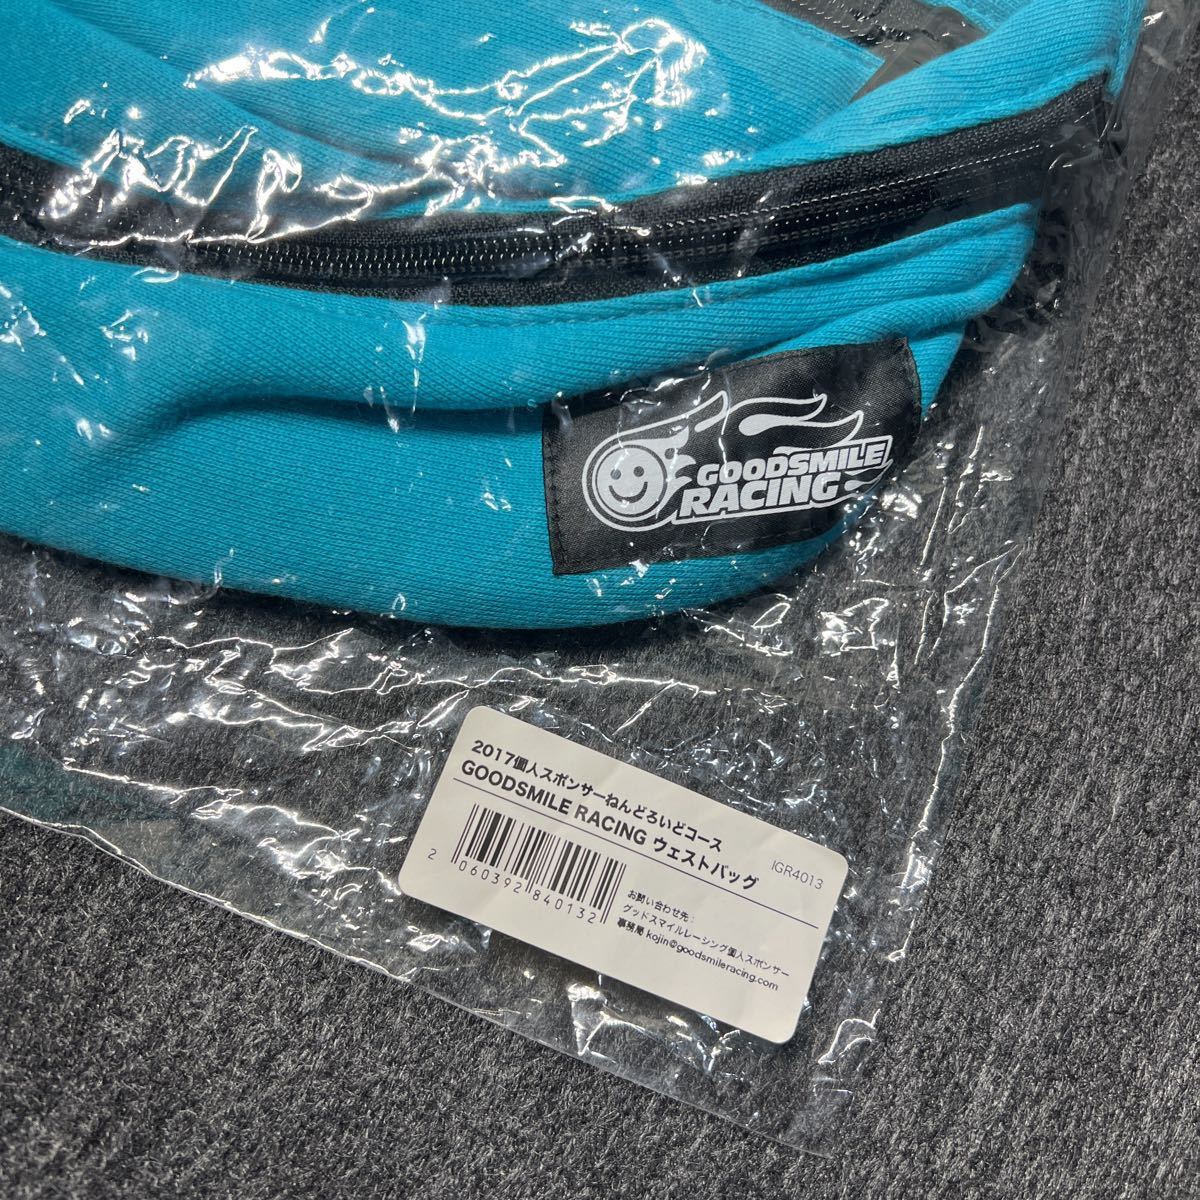 GOODSMILE
RACING
2017個人スポンサーねんどろいどコース
GOODSMILE RACING ウェストバッグ
IGR4013
2 060392 840132
お問い合わせ先：
グッドスマイルレーシング個人スポンサー
事務局 kojin@goodsmileracing.com